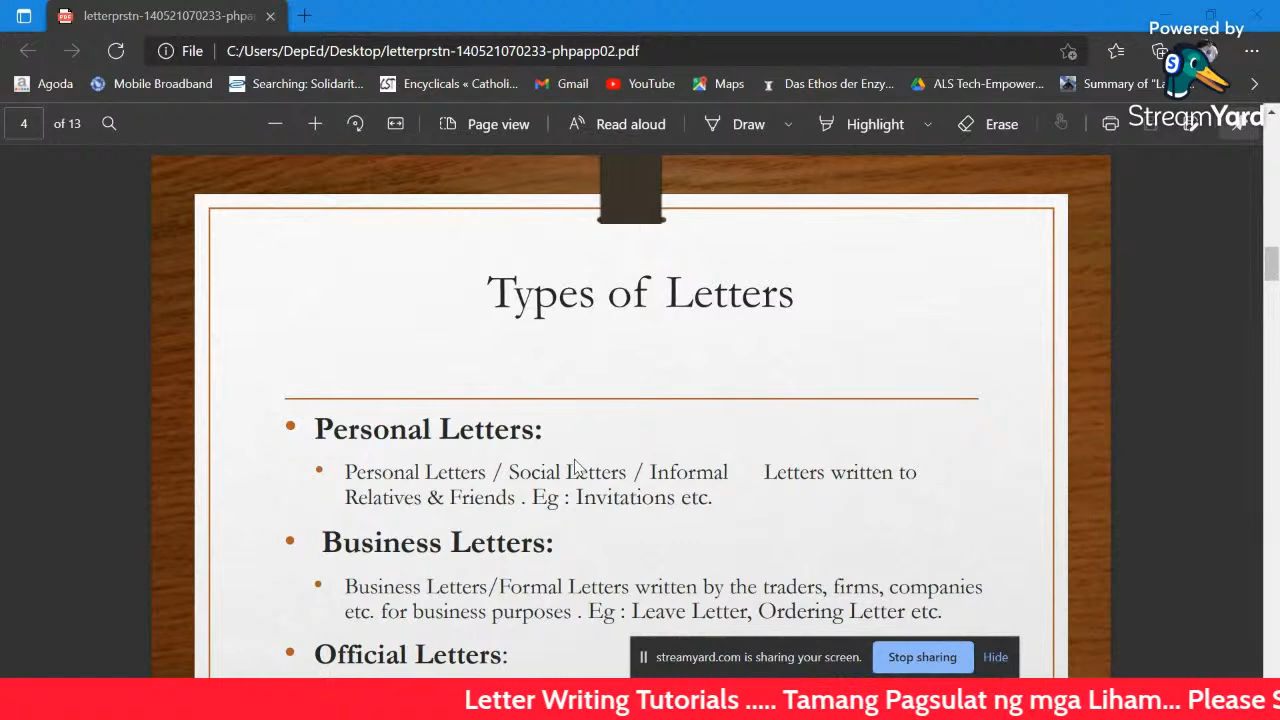 letterprstn-140521070233-phpa
Powered by
File C:/Users/DepEd/Desktop/letterprstn-140521070233-phpapp02.pdf
Agoda Mobile Broadband Searching: Solidarit... Encyclicals « Catholi... Gmail YouTube Maps Das Ethos der Enzy... ALS Tech-Empower... Summary of "La
StreamYard
4 of 13 Page view Read aloud Draw Highlight Erase
Types of Letters
Personal Letters:
Personal Letters / Social Letters / Informal Letters written to
Relatives & Friends . Eg : Invitations etc.
Business Letters:
Business Letters/Formal Letters written by the traders, firms, companies
etc. for business purposes . Eg : Leave Letter, Ordering Letter etc.
Official Letters:
streamyard.com is sharing your screen. Stop sharing Hide
Letter Writing Tutorials ..... Tamang Pagsulat ng mga Liham... Please S